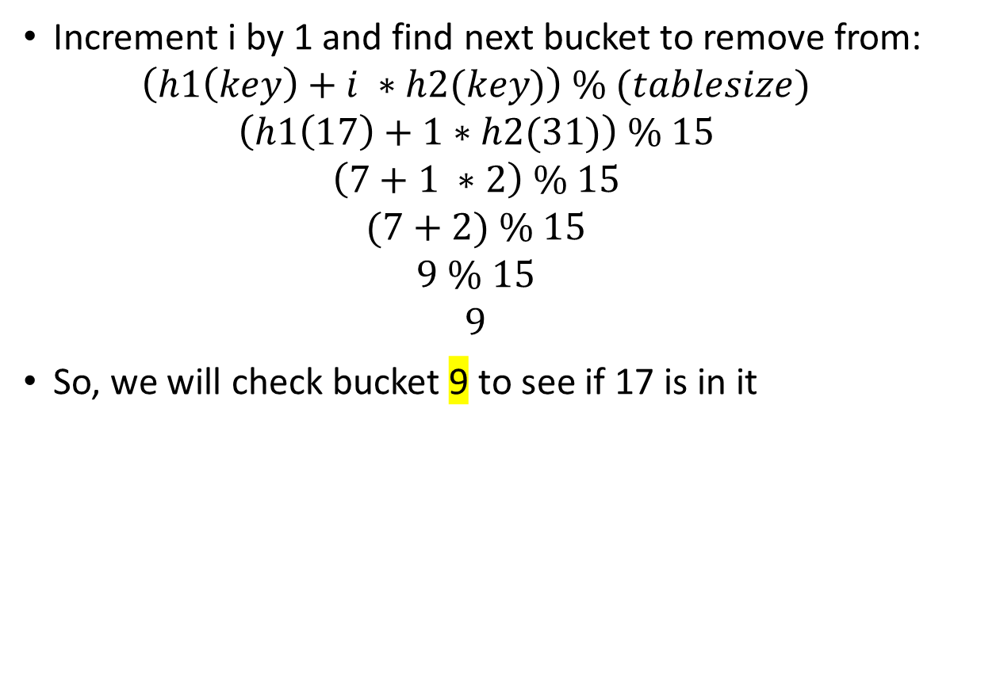 • Increment i by 1 and find next bucket to remove from:
(h1(key) + i ∗ h2(key)) % (tablesize)
(h1(17) + 1 ∗ h2(31)) % 15
(7 + 1 ∗ 2) % 15
(7 + 2) % 15
9 % 15
9
• So, we will check bucket 9 to see if 17 is in it